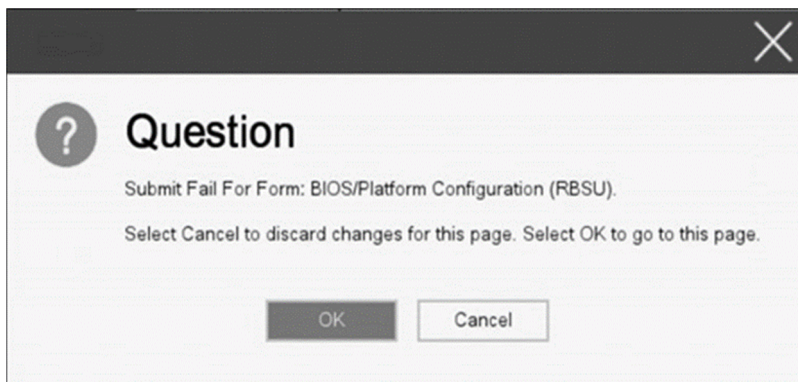 Question
Submit Fail For Form: BIOS/Platform Configuration (RBSU).
Select Cancel to discard changes for this page. Select OK to go to this page.
OK
Cancel